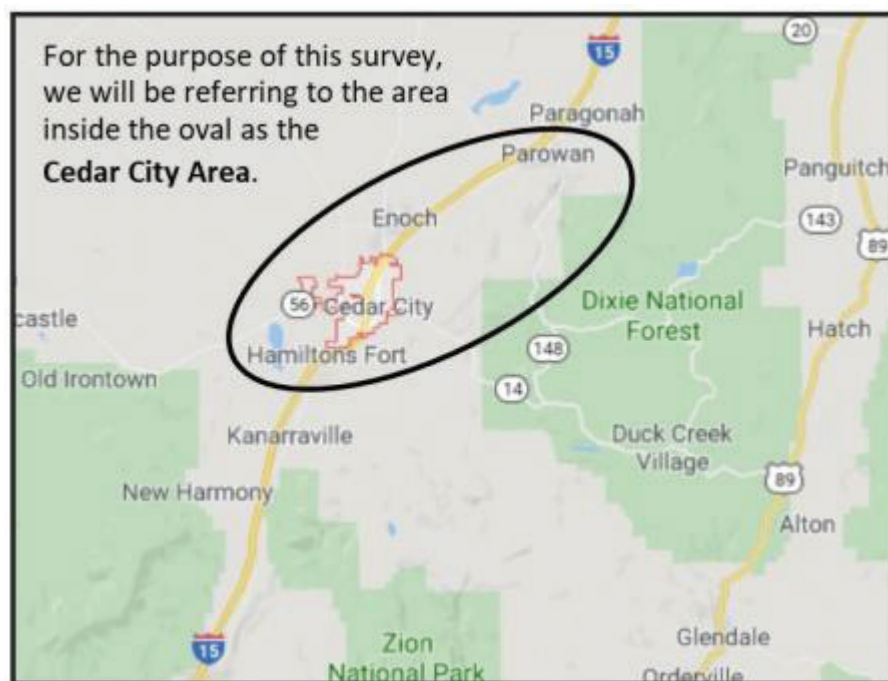 For the purpose of this survey,
we will be referring to the area
inside the oval as the
Cedar City Area.
20
15
Paragonah
Parowan
Panguitch
Enoch
143
89
56
Cedar City
Dixie National
Forest
castle
Hamiltons Fort
148
Hatch
Old Irontown
14
Kanarraville
Duck Creek
Village
89
New Harmony
Alton
15
Zion
National Park
Glendale
Orderville